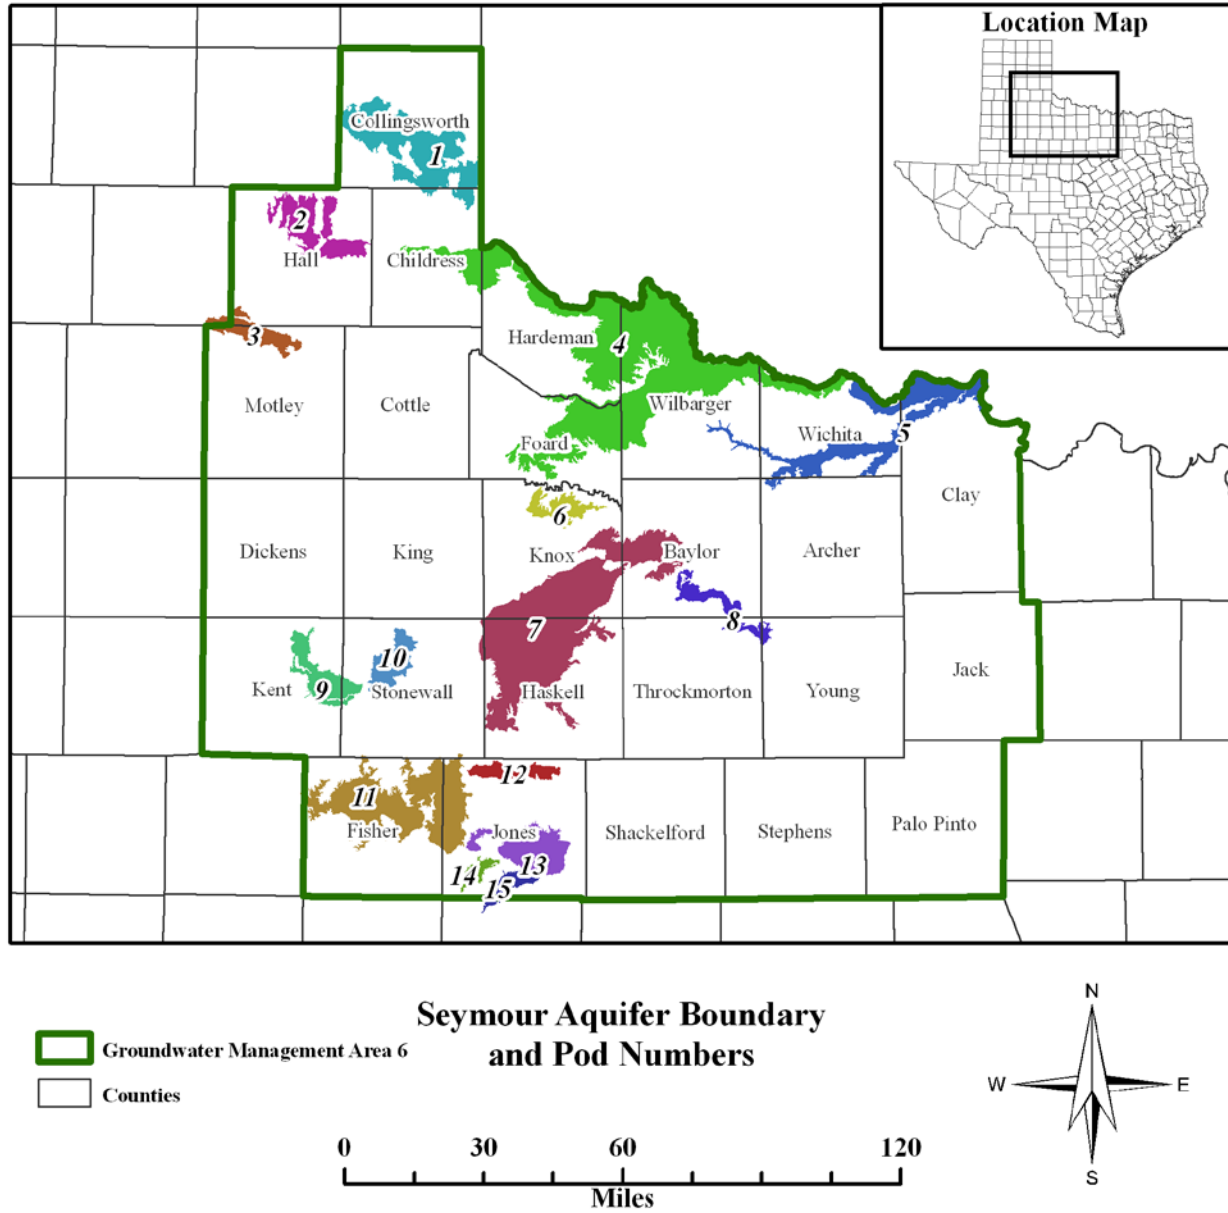 Location Map
Collingsworth
1
2
Hall
Childress
3
Hardeman
4
Motley
Cottle
Wilbarger
Foard
Wichita
5
Clay
6
Dickens
King
Knox
Baylor
Archer
7
8
10
Kent
9
Stonewall
Haskell
Throckmorton
Young
Jack
12
11
Fisher
Jones
Shackelford
Stephens
Palo Pinto
13
14
15
Seymour Aquifer Boundary
and Pod Numbers
Groundwater Management Area 6
Counties
N
W
E
S
0 30 60 120
Miles